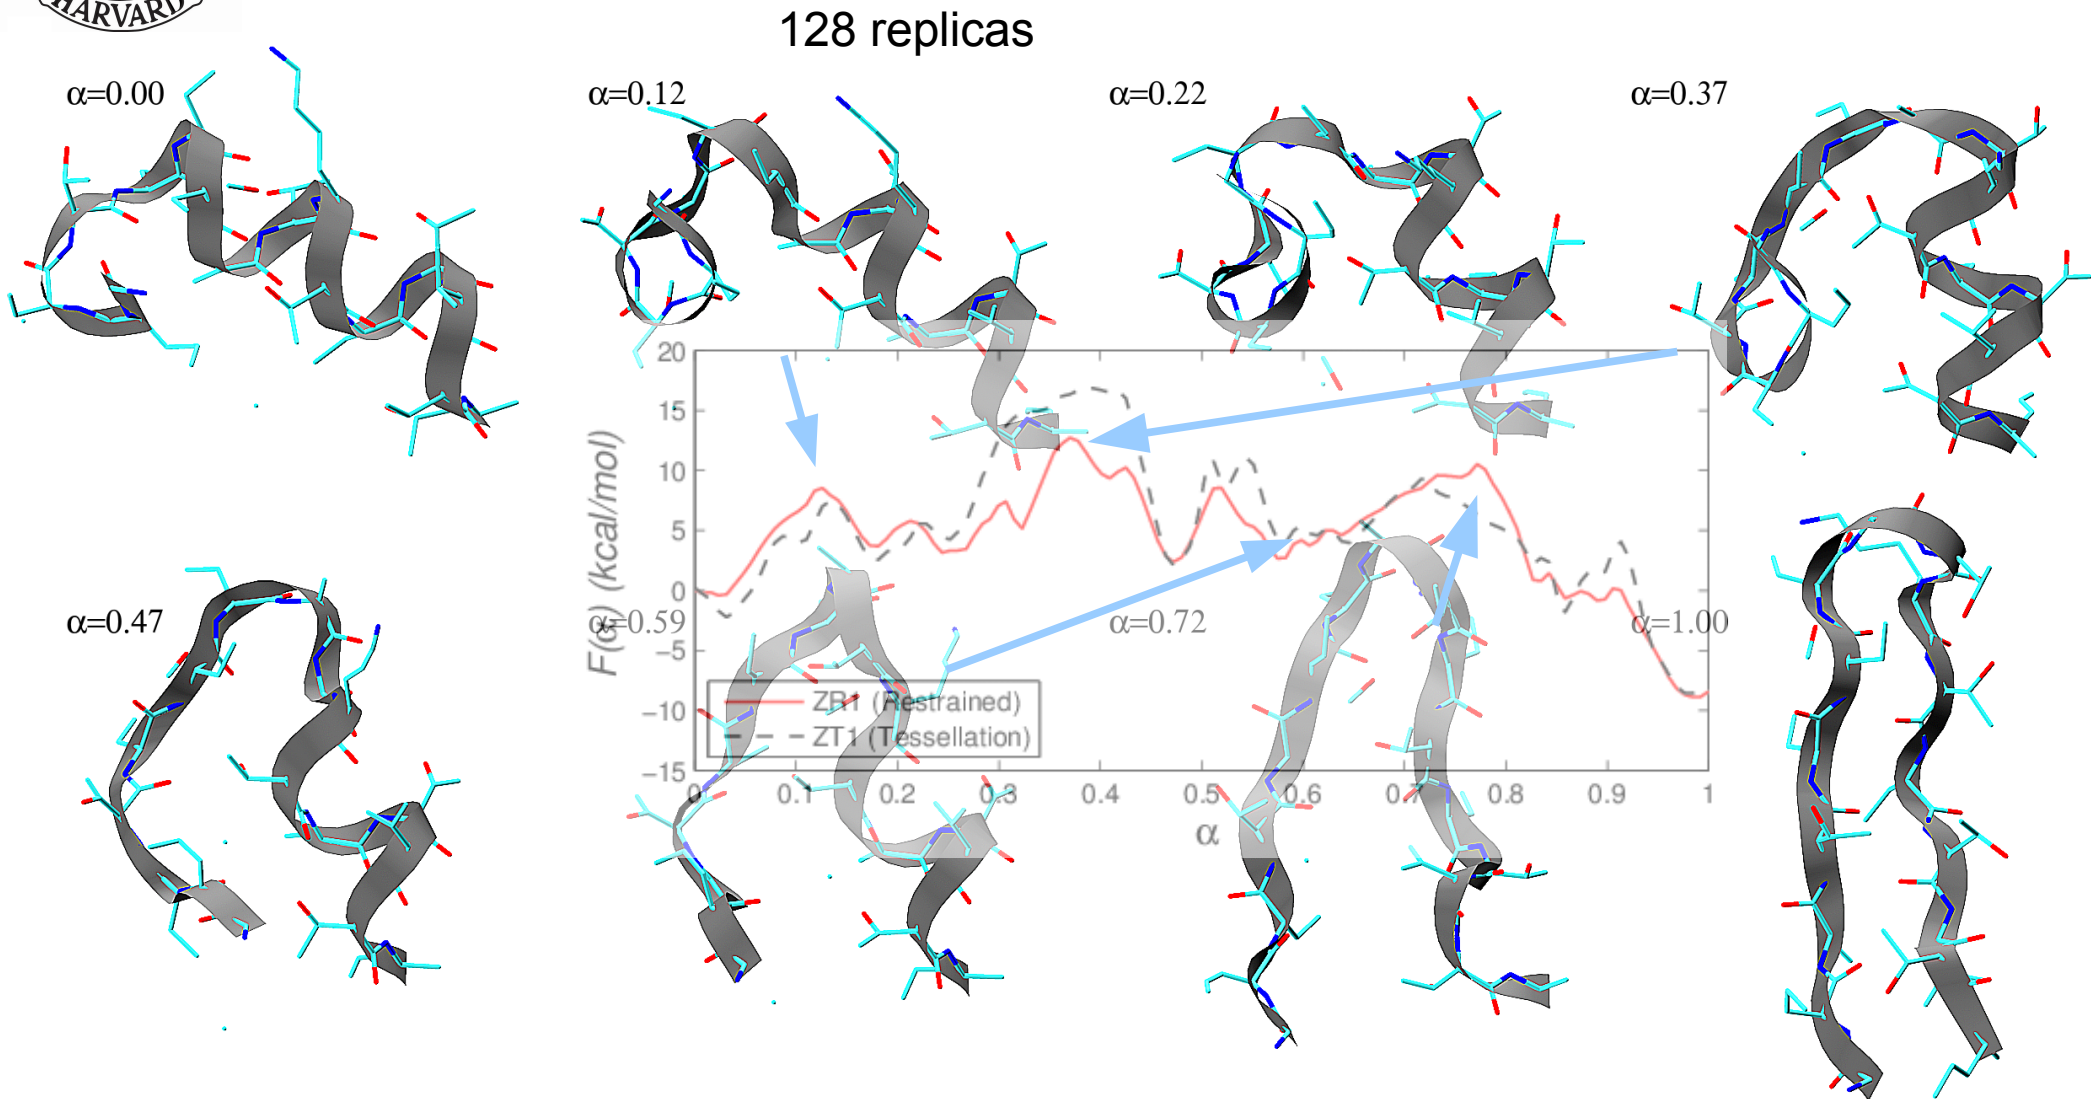 HARVARD
128 replicas
α=0.00
α=0.12
α=0.22
α=0.37
20
15
10
5
0
−5
−10
−15
F(α) (kcal/mol)
α=0.47
α=0.59
α=0.72
α=1.00
ZR1 (Restrained)
ZT1 (Tessellation)
0 0.1 0.2 0.3 0.4 0.5 0.6 0.7 0.8 0.9 1
α